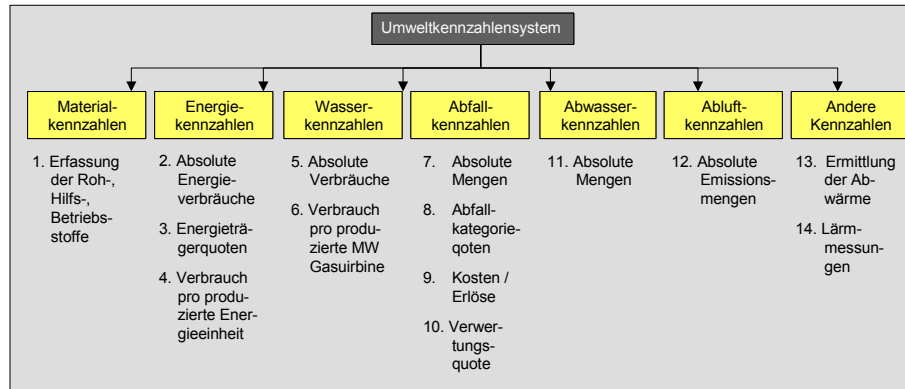 Umweltkennzahlensystem
Material-
kennzahlen
1. Erfassung
der Roh-,
Hilfs-,
Betriebs-
stoffe
Energie-
kennzahlen
2. Absolute
Energie-
verbräuche
3. Energieträgerquoten
4. Verbrauch
pro produ-
zierte Ener-
gieeinheit
Wasser-
kennzahlen
5. Absolute
Verbräuche
6. Verbrauch
pro produ-
zierte MW
Gasuirbine
Abfall-
kennzahlen
7. Absolute
Mengen
8. Abfall-
kategorie-
qoten
9. Kosten /
Erlöse
10. Verwer-
tungs-
quote
Abwasser-
kennzahlen
11. Absolute
Mengen
Abluft-
kennzahlen
12. Absolute
Emissions-
mengen
Andere
Kennzahlen
13. Ermittlung
der Ab-
wärme
14. Lärm-
messun-
gen